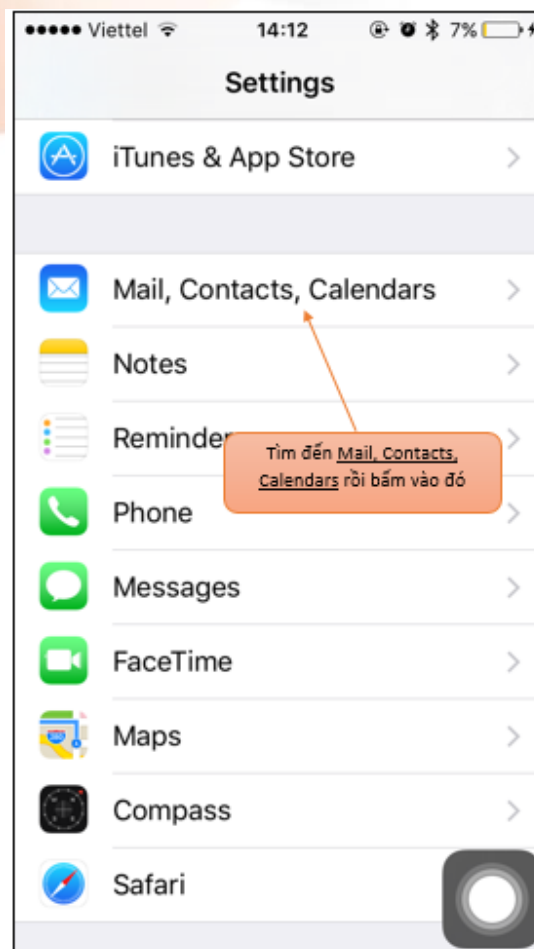 Viettel 14:12 7%
Settings
iTunes & App Store
Mail, Contacts, Calendars
Notes
Tìm đến Mail, Contacts,
Calendars rồi bấm vào đó
Phone
Messages
FaceTime
Maps
Compass
Safari